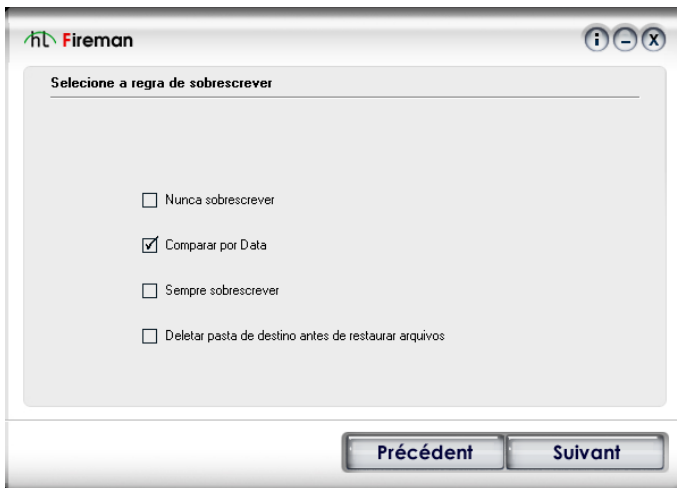 ht Fireman
i
Selecione a regra de sobrescrever
Nunca sobrescrever
Comparar por Data
Sempre sobrescrever
Deletar pasta de destino antes de restaurar arquivos
Précédent Suivant